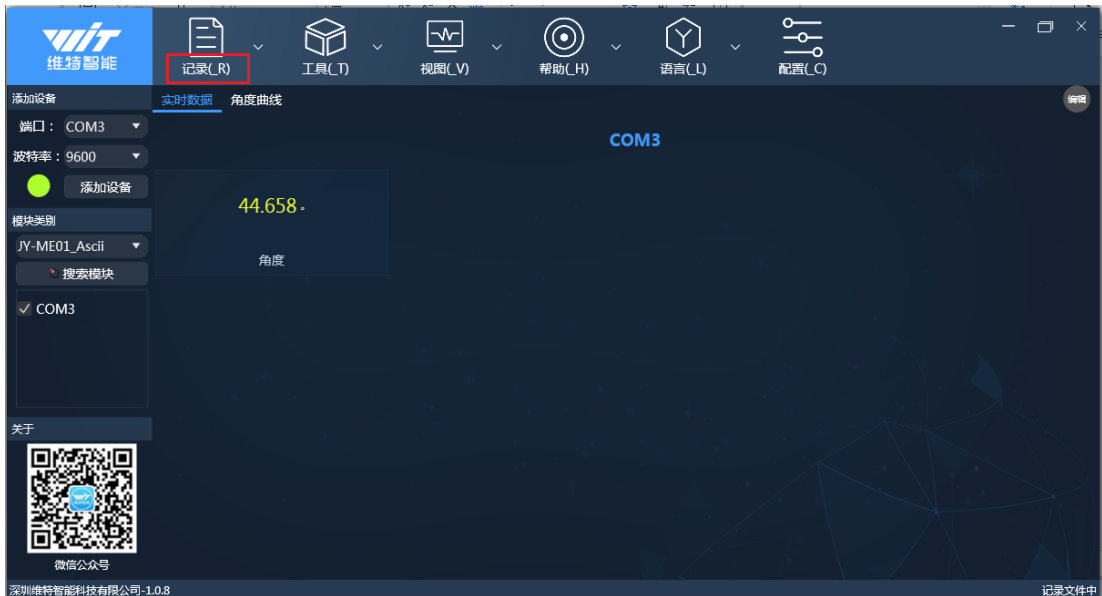 WIT
维特智能
记录(_R)
工具(_T)
视图(_V)
帮助(_H)
语言(_L)
配置(_C)
添加设备
端口： COM3
波特率：9600
添加设备
模块类别
JY-ME01_Ascii
搜索模块
COM3
关于
微信公众号
实时数据 角度曲线
编辑
COM3
44.658°
角度
深圳维特智能科技有限公司-1.0.8
记录文件中